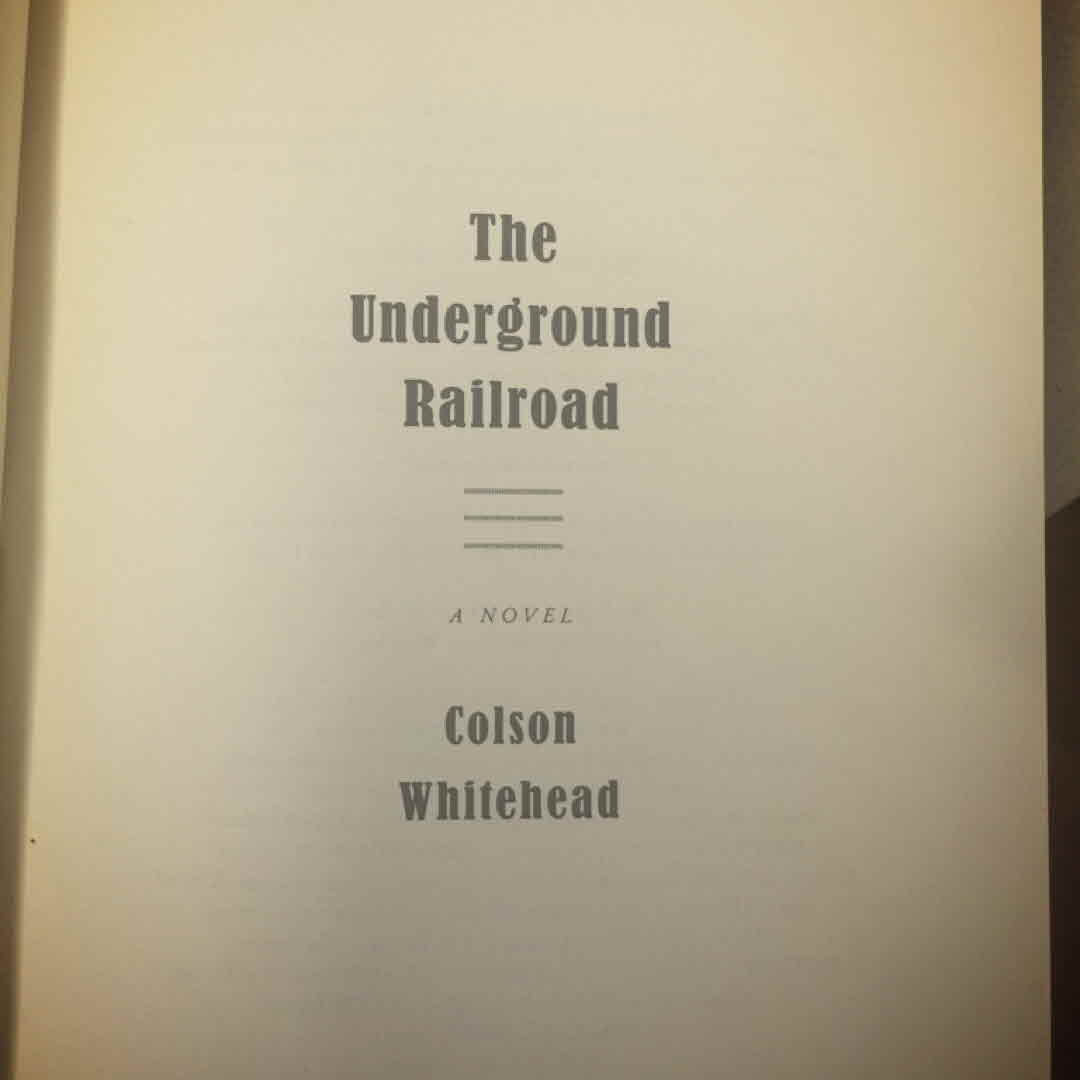 The
Underground
Railroad
A NOVEL
Colson
Whitehead